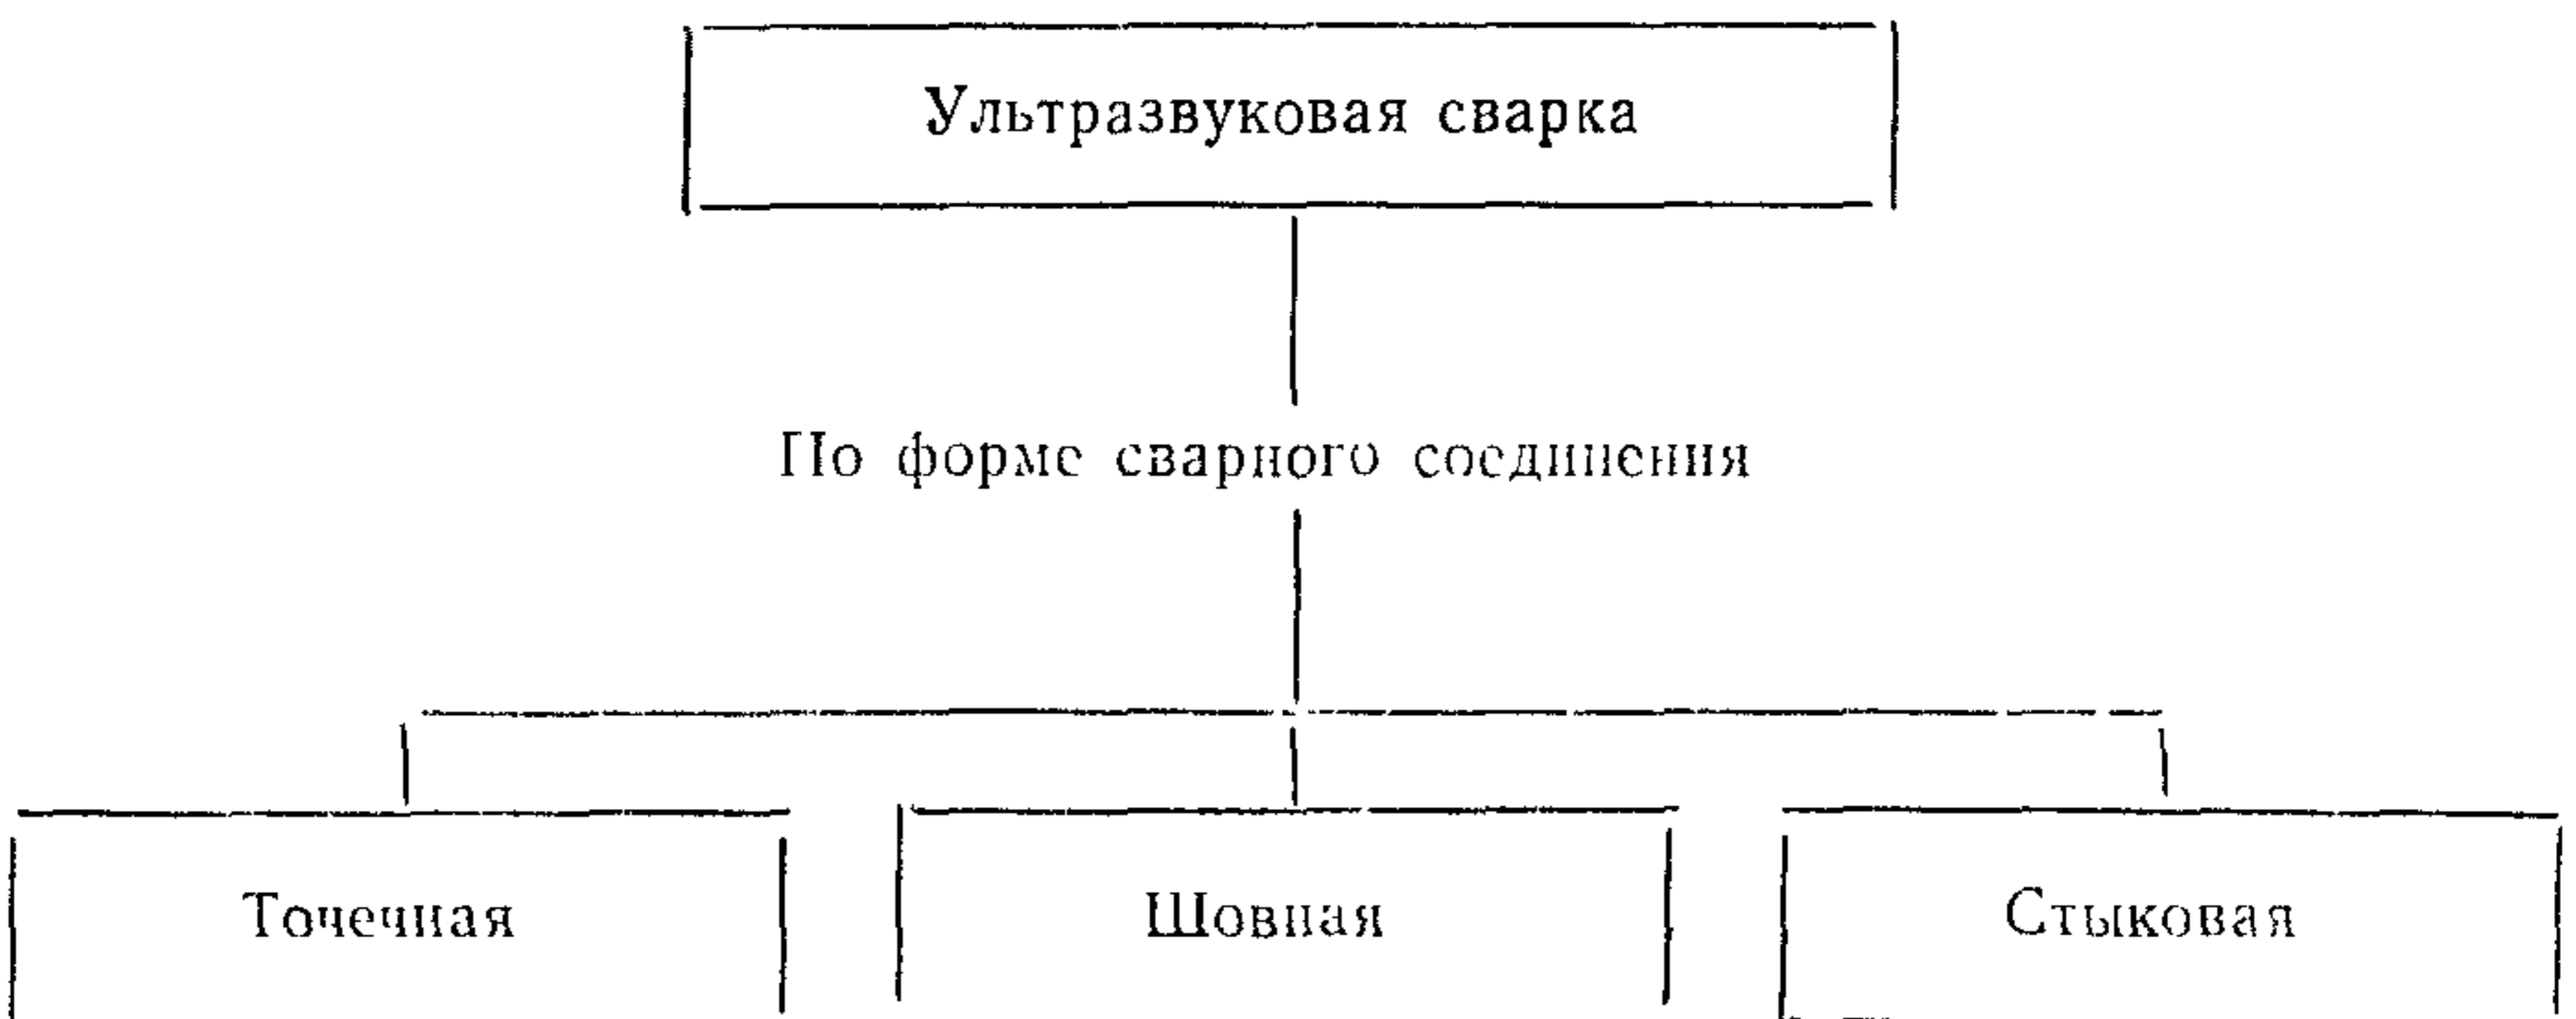 Ультразвуковая сварка
По форме сварного соединения
Точечная Шовная Стыковая